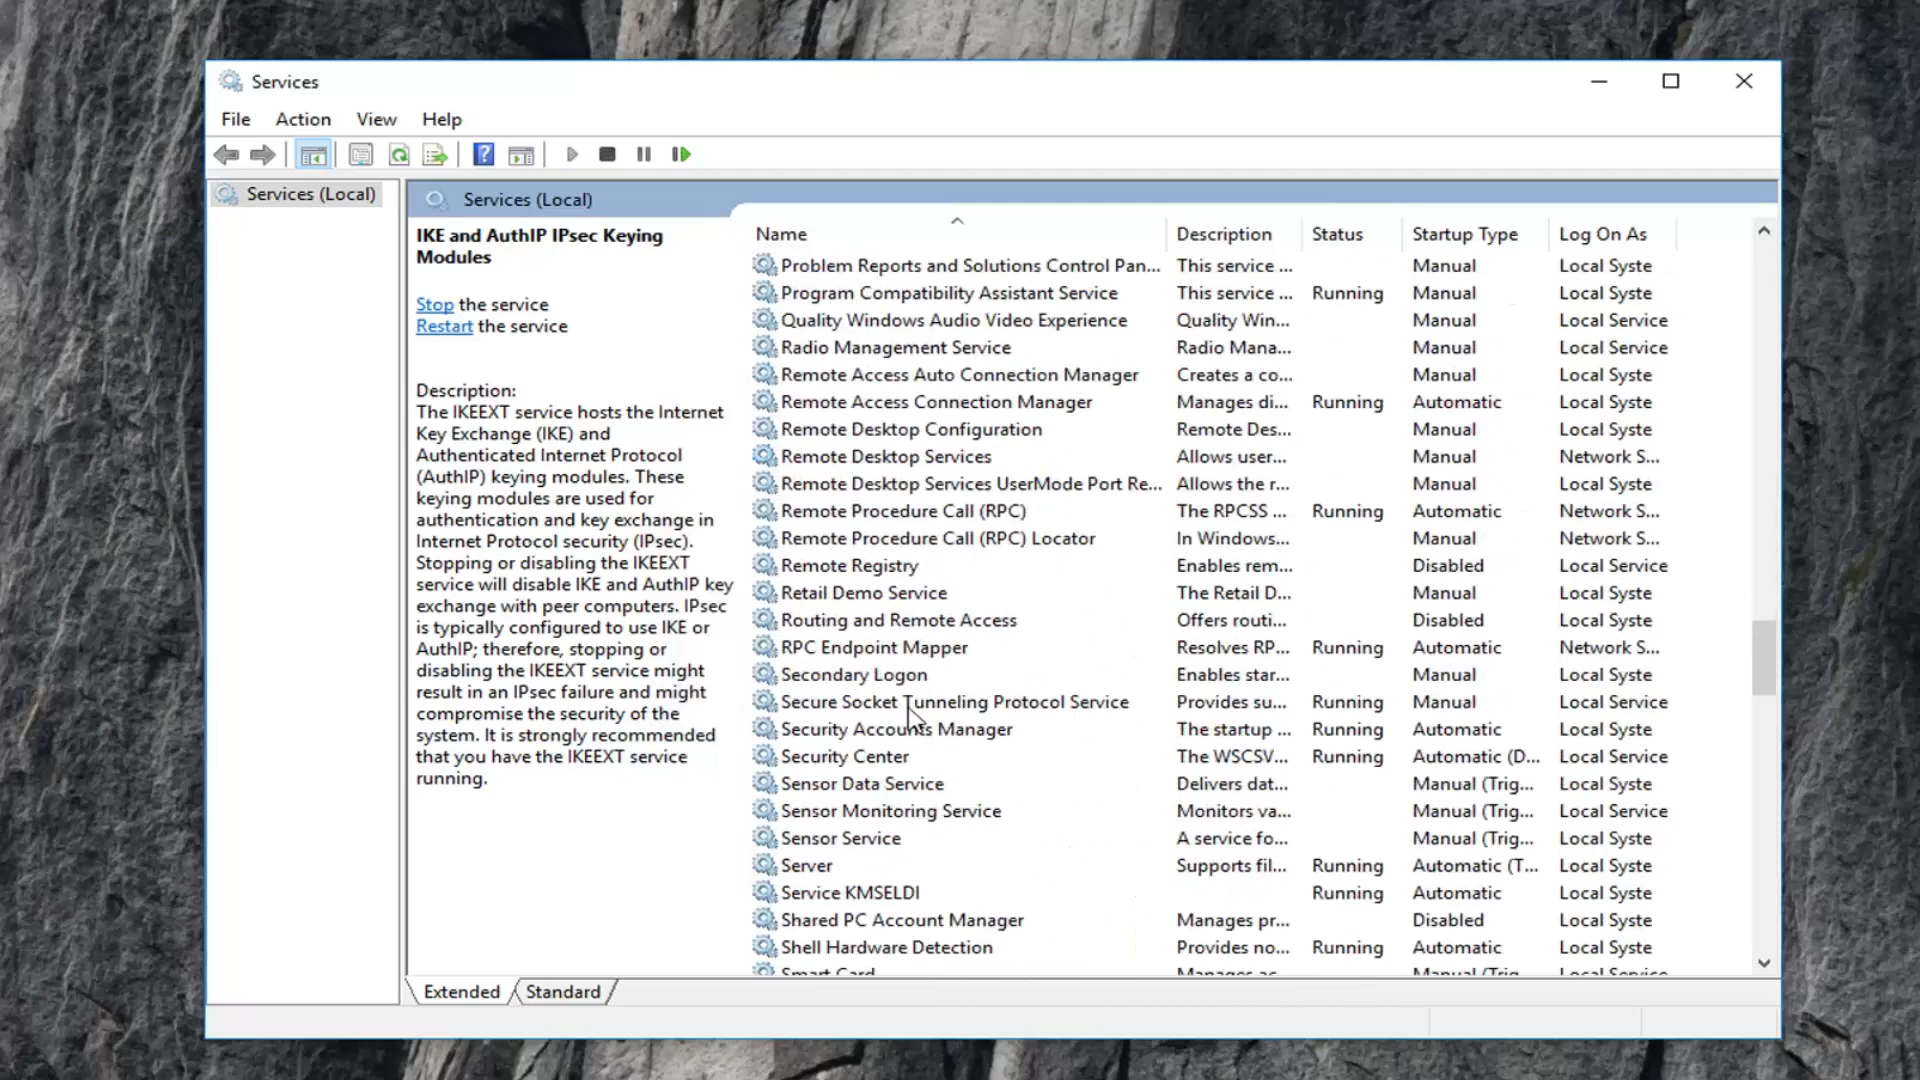 Services
File Action View Help
Services (Local)
Services (Local)
IKE and AuthIP IPsec Keying
Modules
Stop the service
Restart the service
Description:
The IKEEXT service hosts the Internet
Key Exchange (IKE) and
Authenticated Internet Protocol
(AuthIP) keying modules. These
keying modules are used for
authentication and key exchange in
Internet Protocol security (IPsec).
Stopping or disabling the IKEEXT
service will disable IKE and AuthIP key
exchange with peer computers. IPsec
is typically configured to use IKE or
AuthIP; therefore, stopping or
disabling the IKEEXT service might
result in an IPsec failure and might
compromise the security of the
system. It is strongly recommended
that you have the IKEEXT service
running.
Name Description Status Startup Type Log On As
Problem Reports and Solutions Control Pan... This service ... Manual Local Syste
Program Compatibility Assistant Service This service ... Running Manual Local Syste
Quality Windows Audio Video Experience Quality Win... Manual Local Service
Radio Management Service Radio Mana... Manual Local Service
Remote Access Auto Connection Manager Creates a co... Manual Local Syste
Remote Access Connection Manager Manages di... Running Automatic Local Syste
Remote Desktop Configuration Remote Des... Manual Local Syste
Remote Desktop Services Allows user... Manual Network S...
Remote Desktop Services UserMode Port Re... Allows the r... Manual Local Syste
Remote Procedure Call (RPC) The RPCSS ... Running Automatic Network S...
Remote Procedure Call (RPC) Locator In Windows... Manual Network S...
Remote Registry Enables rem... Disabled Local Service
Retail Demo Service The Retail D... Manual Local Syste
Routing and Remote Access Offers routi... Disabled Local Syste
RPC Endpoint Mapper Resolves RP... Running Automatic Network S...
Secondary Logon Enables star... Manual Local Syste
Secure Socket Tunneling Protocol Service Provides su... Running Manual Local Service
Security Accounts Manager The startup ... Running Automatic Local Syste
Security Center The WSCSV... Running Automatic (D... Local Service
Sensor Data Service Delivers dat... Manual (Trig... Local Syste
Sensor Monitoring Service Monitors va... Manual (Trig... Local Service
Sensor Service A service fo... Manual (Trig... Local Syste
Server Supports fil... Running Automatic (T... Local Syste
Service KMSELDI Running Automatic Local Syste
Shared PC Account Manager Manages pr... Disabled Local Syste
Shell Hardware Detection Provides no... Running Automatic Local Syste
Smart Card Manages ac... Manual (Trig... Local Service
Extended Standard